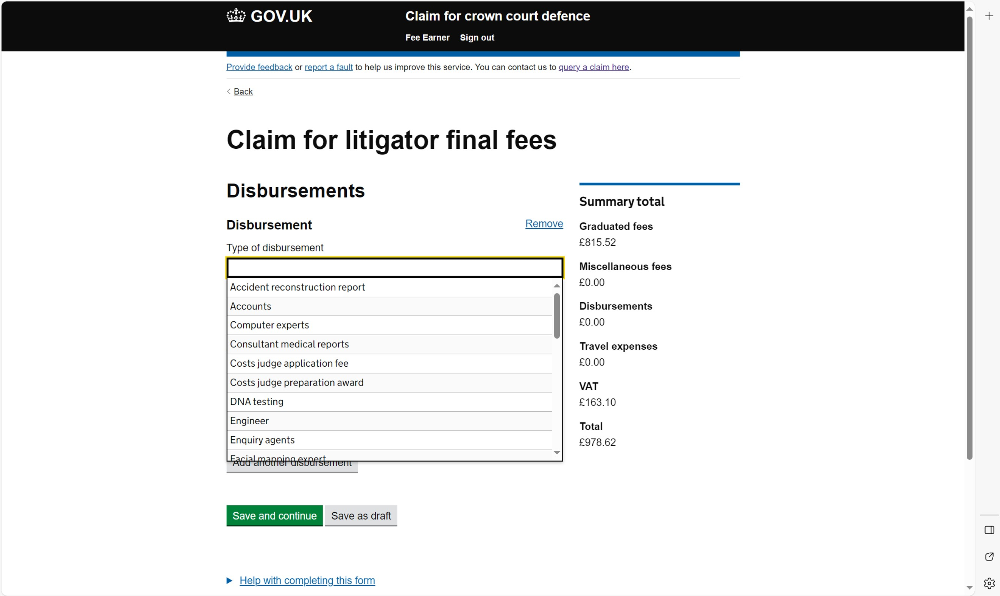 GOV.UK
Claim for crown court defence
Fee Earner Sign out
Provide feedback or report a fault to help us improve this service. You can contact us to query a claim here.
Back
Claim for litigator final fees
Disbursements
Disbursement
Remove
Type of disbursement
Accident reconstruction report
Accounts
Computer experts
Consultant medical reports
Costs judge application fee
Costs judge preparation award
DNA testing
Engineer
Enquiry agents
Facial mapping expert
Add another disbursement
Save and continue
Save as draft
Help with completing this form
Summary total
Graduated fees
£815.52
Miscellaneous fees
£0.00
Disbursements
£0.00
Travel expenses
£0.00
VAT
£163.10
Total
£978.62